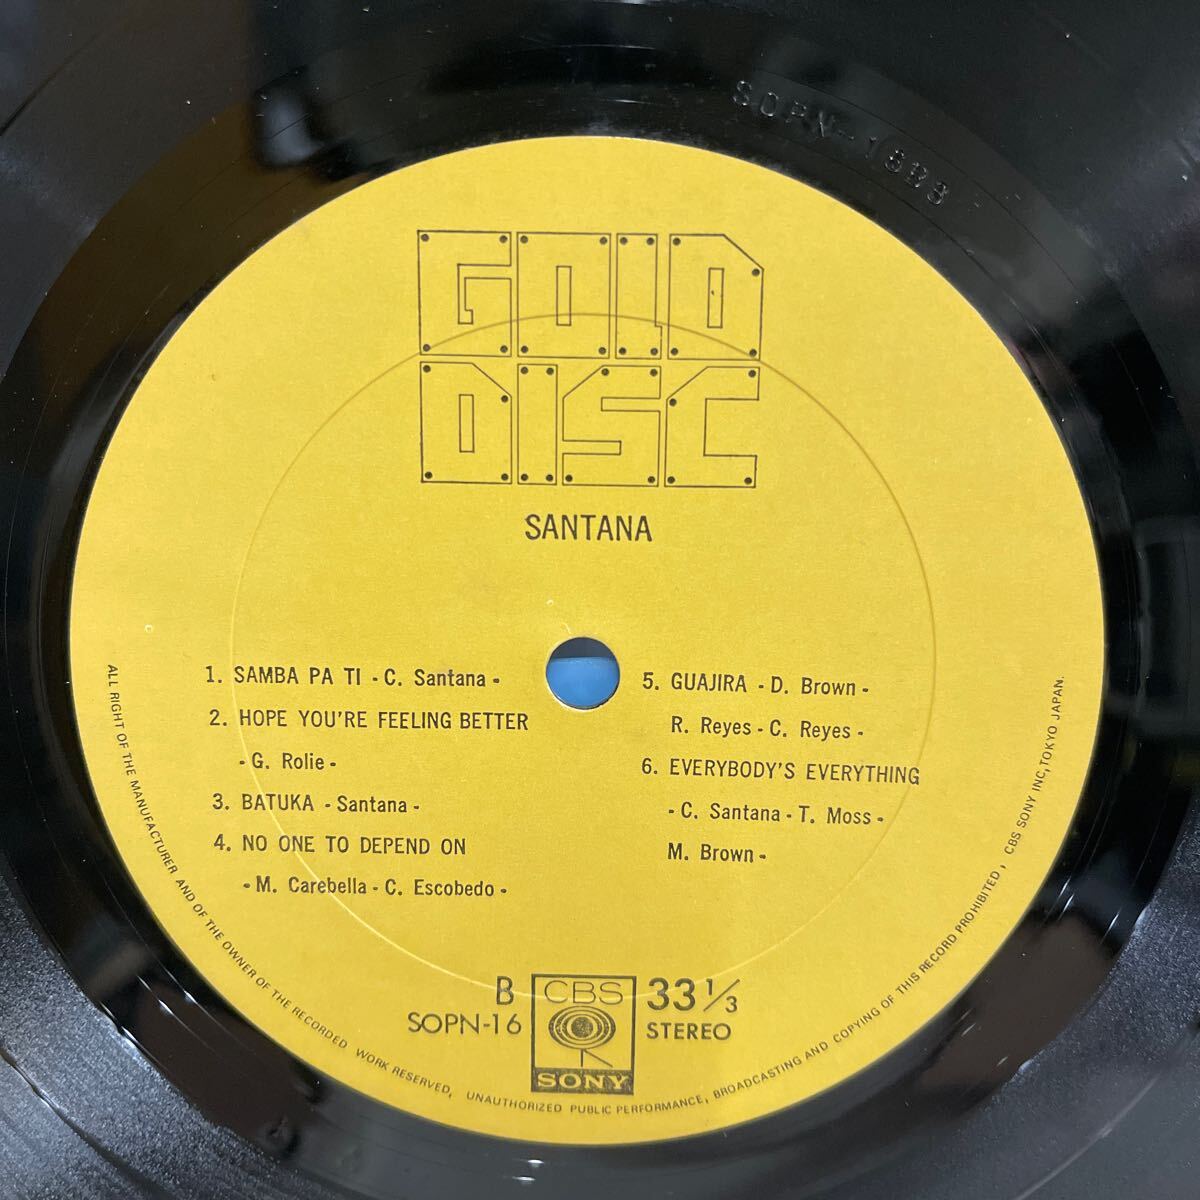 SOPN-16B3
GOLD
DISC
SANTANA
1. SAMBA PA TI - C. Santana -
2. HOPE YOU'RE FEELING BETTER
- G. Rolie -
3. BATUKA - Santana -
4. NO ONE TO DEPEND ON
- M. Carebella - C. Escobedo -
5. GUAJIRA - D. Brown -
R. Reyes - C. Reyes -
6. EVERYBODY'S EVERYTHING
- C. Santana - T. Moss -
M. Brown -
B
SOPN-16
CBS
SONY
33 1/3
STEREO
ALL RIGHT OF THE MANUFACTURER AND OF THE OWNER OF THE RECORDED WORK RESERVED, UNAUTHORIZED PUBLIC PERFORMANCE, BROADCASTING AND COPYING OF THIS RECORD PROHIBITED, CBS SONY INC, TOKYO JAPAN.